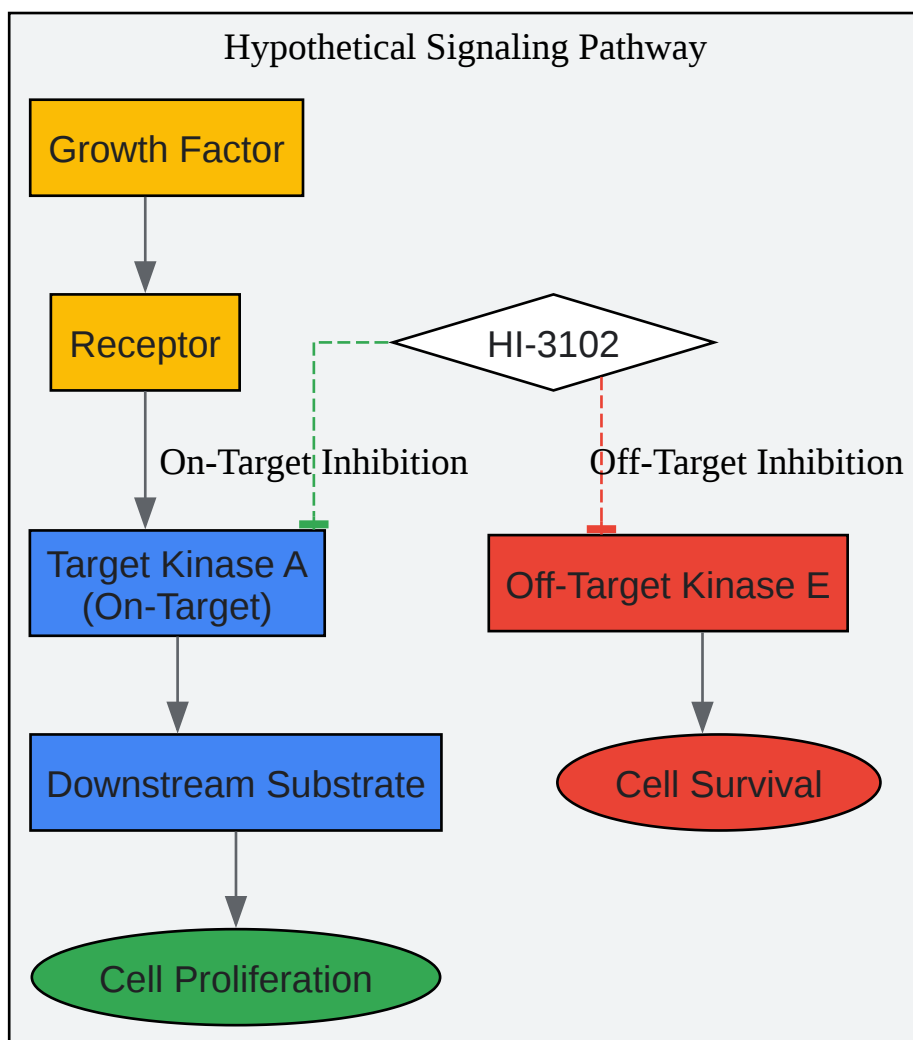 Hypothetical Signaling Pathway
Growth Factor
Receptor
HI-3102
On-Target Inhibition
Off-Target Inhibition
Target Kinase A
(On-Target)
Off-Target Kinase E
Downstream Substrate
Cell Survival
Cell Proliferation